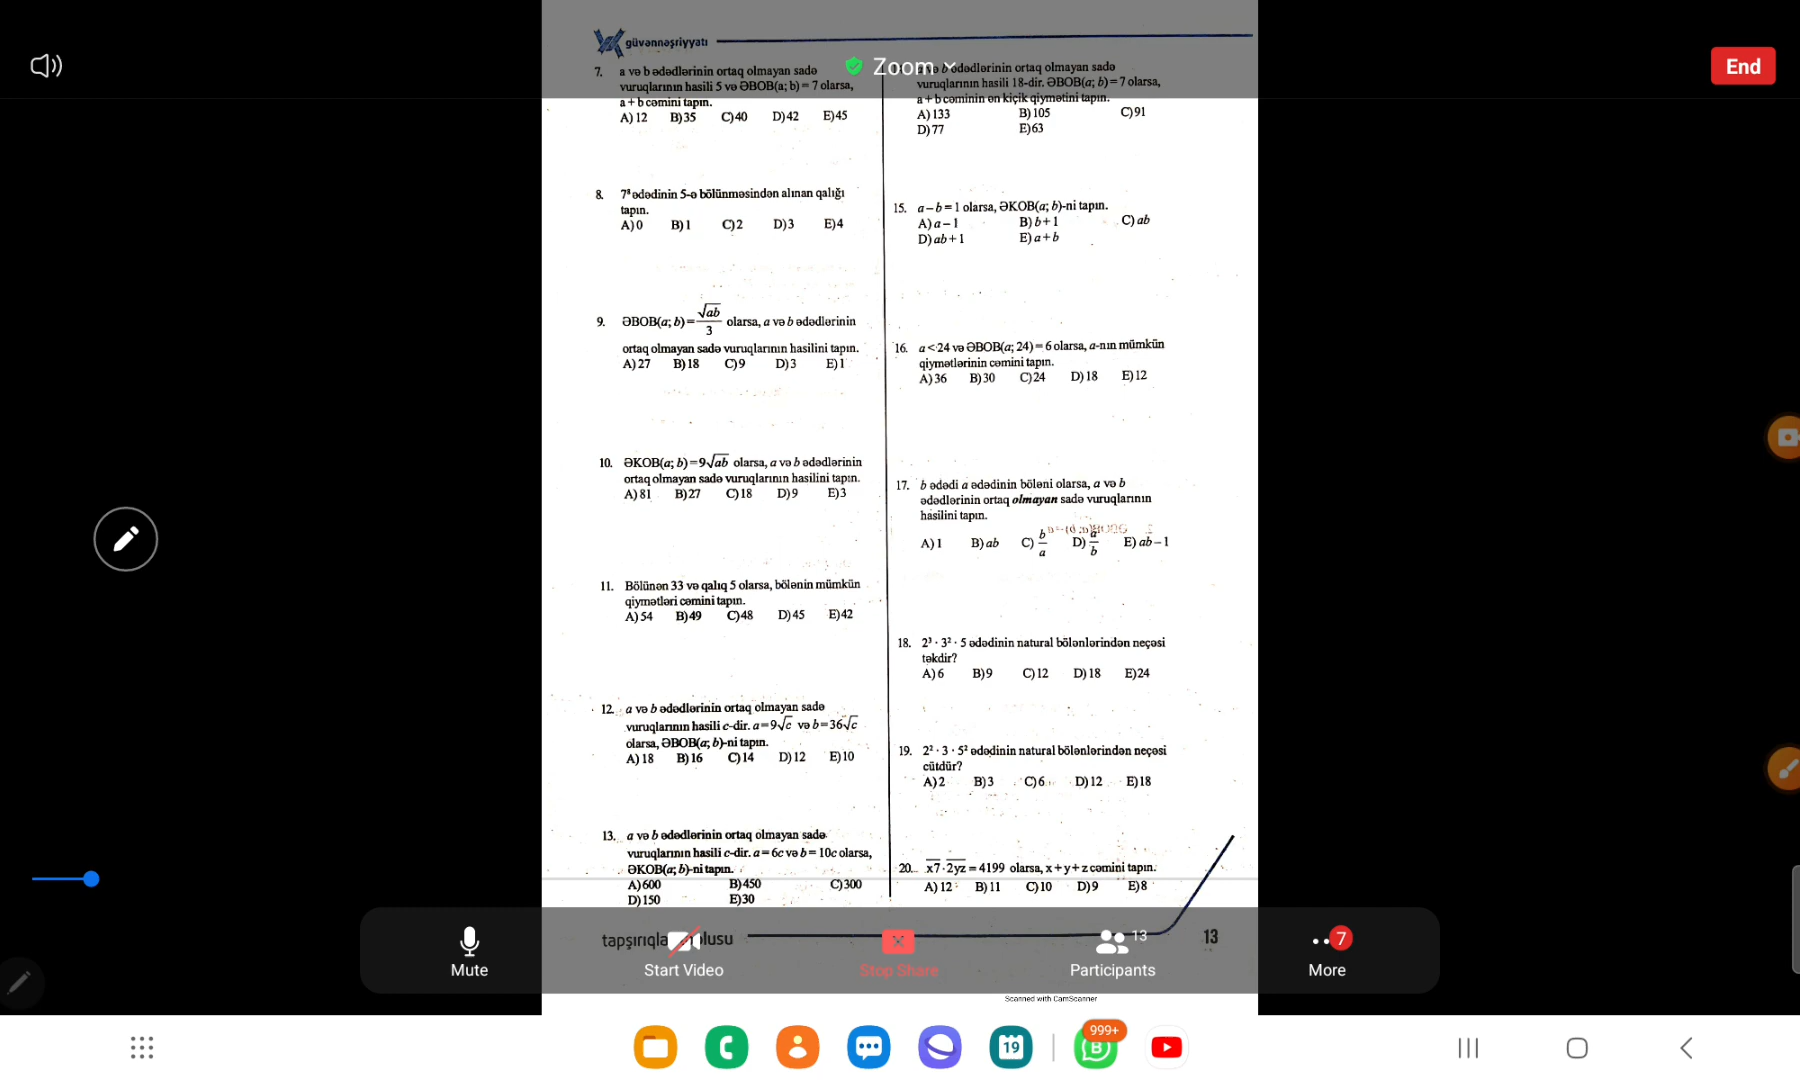 güvənnəşriyyatı
Zoom
End
7. a və b ədədlərinin ortaq olmayan sadə
vuruqlarının hasili 5 və ƏBOB(a; b) = 7 olarsa,
a + b cəmini tapın.
A) 12 B) 35 C) 40 D) 42 E) 45
8. 7⁸ ədədinin 5-ə bölünməsindən alınan qalığı
tapın.
A) 0 B) 1 C) 2 D) 3 E) 4
9. ƏBOB(a; b) = √ab / 3 olarsa, a və b ədədlərinin
ortaq olmayan sadə vuruqlarının hasilini tapın.
A) 27 B) 18 C) 9 D) 3 E) 1
10. ƏKOB(a; b) = 9√ab olarsa, a və b ədədlərinin
ortaq olmayan sadə vuruqlarının hasilini tapın.
A) 81 B) 27 C) 18 D) 9 E) 3
11. Bölünən 33 və qalıq 5 olarsa, bölənin mümkün
qiymətləri cəmini tapın.
A) 54 B) 49 C) 48 D) 45 E) 42
12. a və b ədədlərinin ortaq olmayan sadə
vuruqlarının hasili c-dir. a = 9√c və b = 36√c
olarsa, ƏBOB(a; b)-ni tapın.
A) 18 B) 16 C) 14 D) 12 E) 10
13. a və b ədədlərinin ortaq olmayan sadə
vuruqlarının hasili c-dir. a = 6c və b = 10c olarsa,
ƏKOB(a; b)-ni tapın.
A) 600 B) 450 C) 300
D) 150 E) 30
və b ədədlərinin ortaq olmayan sadə
vuruqlarının hasili 18-dir. ƏBOB(a; b) = 7 olarsa,
a + b cəminin ən kiçik qiymətini tapın.
A) 133 B) 105 C) 91
D) 77 E) 63
15. a – b = 1 olarsa, ƏKOB(a; b)-ni tapın.
A) a – 1 B) b + 1 C) ab
D) ab + 1 E) a + b
16. a < 24 və ƏBOB(a; 24) = 6 olarsa, a-nın mümkün
qiymətlərinin cəmini tapın.
A) 36 B) 30 C) 24 D) 18 E) 12
17. b ədədi a ədədinin böləni olarsa, a və b
ədədlərinin ortaq olmayan sadə vuruqlarının
hasilini tapın.
A) 1 B) ab C) b/a D) a/b E) ab – 1
18. 2³ · 3² · 5 ədədinin natural bölənlərindən neçəsi
təkdir?
A) 6 B) 9 C) 12 D) 18 E) 24
19. 2² · 3 · 5² ədədinin natural bölənlərindən neçəsi
cütdür?
A) 2 B) 3 C) 6 D) 12 E) 18
20. x7 · 2yz = 4199 olarsa, x + y + z cəmini tapın.
A) 12 B) 11 C) 10 D) 9 E) 8
13
Scanned with CamScanner
13
7
Mute
Start Video
Stop Share
Participants
More
19
999+
B